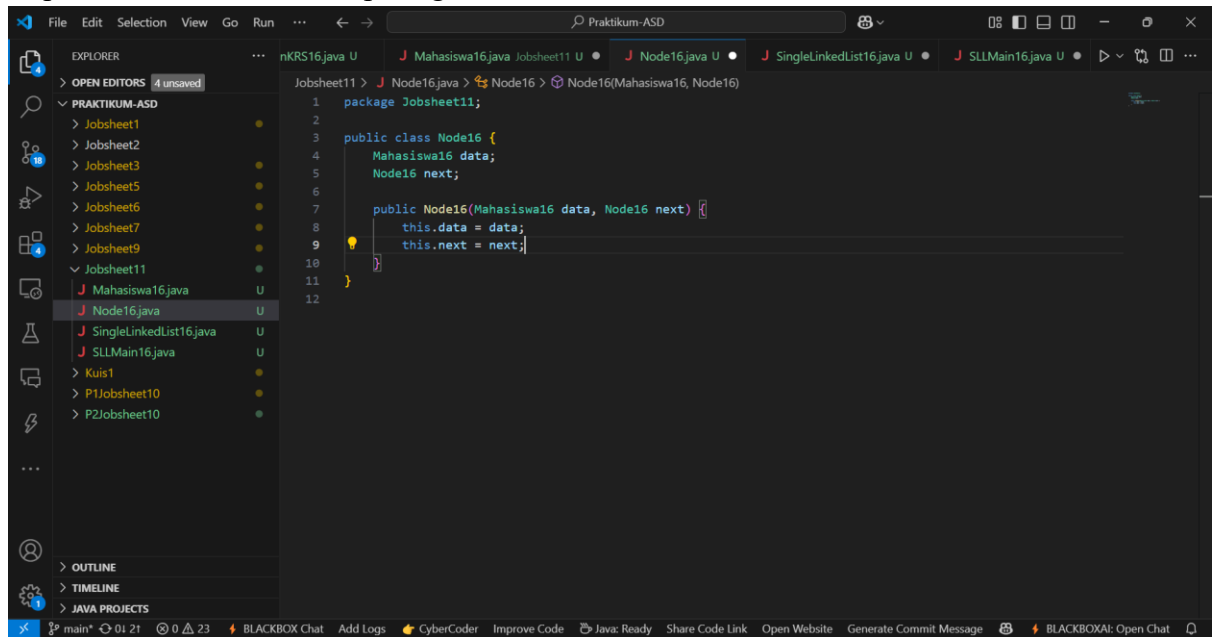 File Edit Selection View Go Run ... Praktikum-ASD
EXPLORER ...
nKRS16.java U Mahasiswa16.java Jobsheet11 U Node16.java U SingleLinkedList16.java U SLLMain16.java U
OPEN EDITORS 4 unsaved
Jobsheet11 > Node16.java > Node16 > Node16(Mahasiswa16, Node16)
PRAKTIKUM-ASD
Jobsheet1
Jobsheet2
Jobsheet3
Jobsheet5
Jobsheet6
Jobsheet7
Jobsheet9
Jobsheet11
Mahasiswa16.java U
Node16.java U
SingleLinkedList16.java U
SLLMain16.java U
Kuis1
P1Jobsheet10
P2Jobsheet10
1 package Jobsheet11;
2
3 public class Node16 {
4 Mahasiswa16 data;
5 Node16 next;
6
7 public Node16(Mahasiswa16 data, Node16 next) {
8 this.data = data;
9 this.next = next;
10 }
11 }
12
4
18
4
1
OUTLINE
TIMELINE
JAVA PROJECTS
main* 0↓ 2↑ 0 23 BLACKBOX Chat Add Logs CyberCoder Improve Code Java: Ready Share Code Link Open Website Generate Commit Message BLACKBOXAI: Open Chat